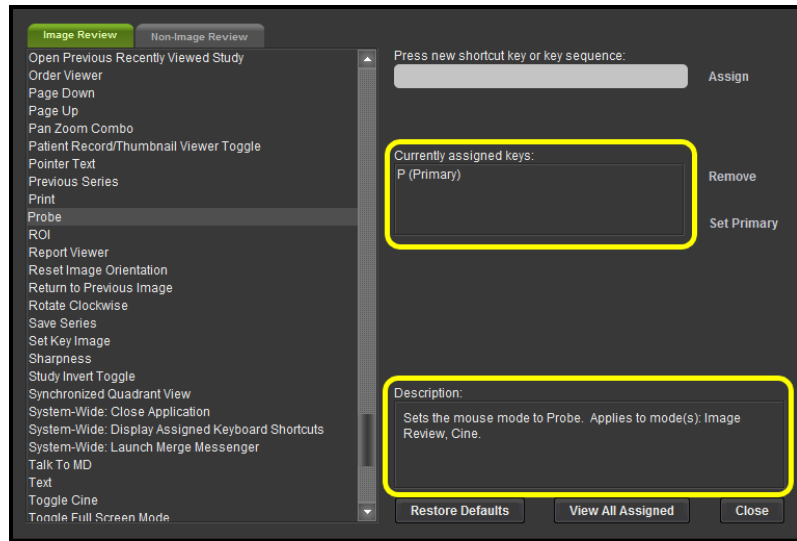 Image Review
Non-Image Review
Open Previous Recently Viewed Study
Order Viewer
Page Down
Page Up
Pan Zoom Combo
Patient Record/Thumbnail Viewer Toggle
Pointer Text
Previous Series
Print
Probe
ROI
Report Viewer
Reset Image Orientation
Return to Previous Image
Rotate Clockwise
Save Series
Set Key Image
Sharpness
Study Invert Toggle
Synchronized Quadrant View
System-Wide: Close Application
System-Wide: Display Assigned Keyboard Shortcuts
System-Wide: Launch Merge Messenger
Talk To MD
Text
Toggle Cine
Toggle Full Screen Mode
Press new shortcut key or key sequence:
Assign
Currently assigned keys:
P (Primary)
Remove
Set Primary
Description:
Sets the mouse mode to Probe. Applies to mode(s): Image
Review, Cine.
Restore Defaults
View All Assigned
Close